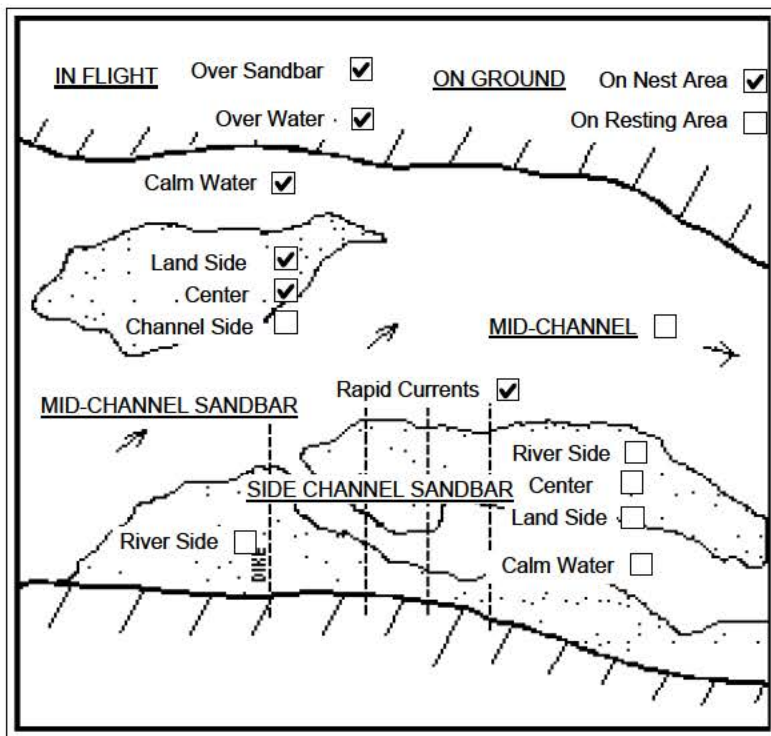 IN FLIGHT Over Sandbar ON GROUND On Nest Area
Over Water On Resting Area
Calm Water
Land Side
Center
Channel Side
MID-CHANNEL
Rapid Currents
MID-CHANNEL SANDBAR
River Side
SIDE CHANNEL SANDBAR Center
Land Side
River Side
DIKE
Calm Water